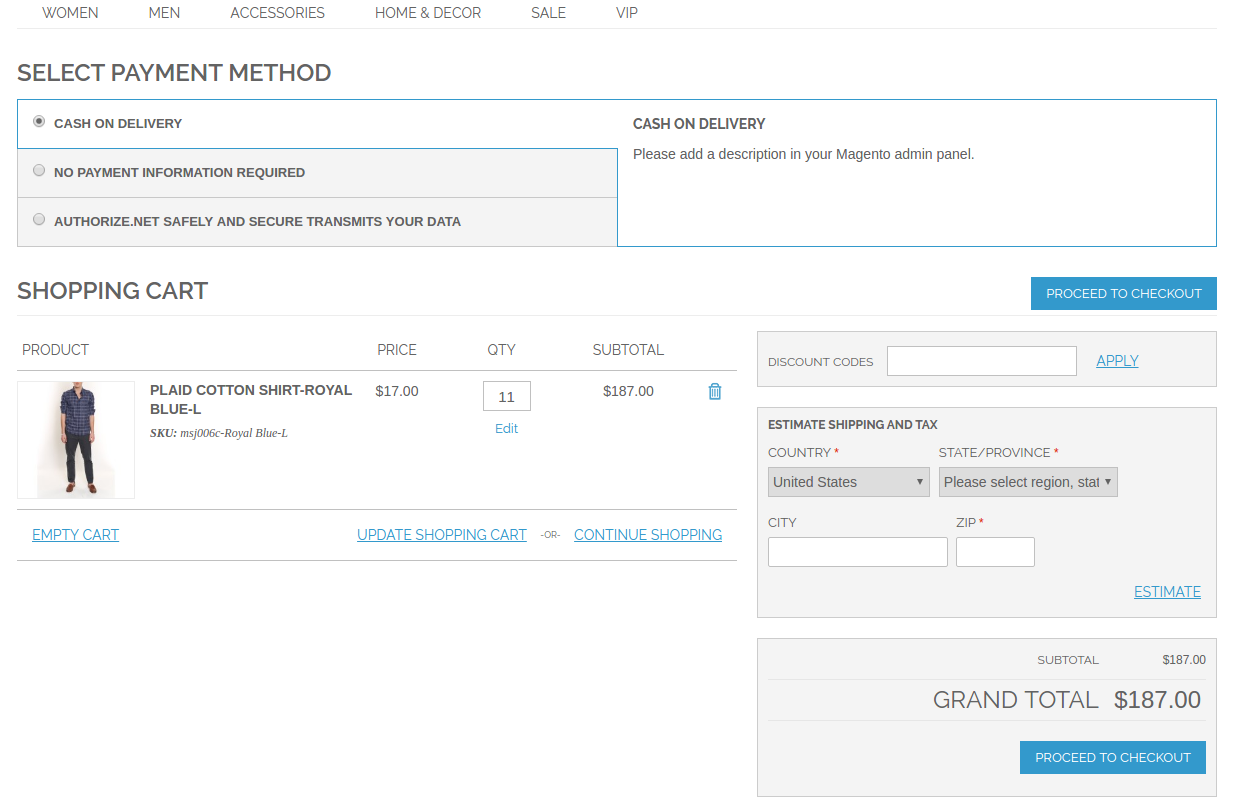 WOMEN MEN ACCESSORIES HOME & DECOR SALE VIP
SELECT PAYMENT METHOD
CASH ON DELIVERY
NO PAYMENT INFORMATION REQUIRED
AUTHORIZE.NET SAFELY AND SECURE TRANSMITS YOUR DATA
CASH ON DELIVERY
Please add a description in your Magento admin panel.
SHOPPING CART
PROCEED TO CHECKOUT
PRODUCT PRICE QTY SUBTOTAL
PLAID COTTON SHIRT-ROYAL
BLUE-L
SKU: msj006c-Royal Blue-L
$17.00
11
Edit
$187.00
EMPTY CART
UPDATE SHOPPING CART -OR- CONTINUE SHOPPING
DISCOUNT CODES APPLY
ESTIMATE SHIPPING AND TAX
COUNTRY * STATE/PROVINCE *
United States Please select region, stat
CITY ZIP *
ESTIMATE
SUBTOTAL $187.00
GRAND TOTAL $187.00
PROCEED TO CHECKOUT